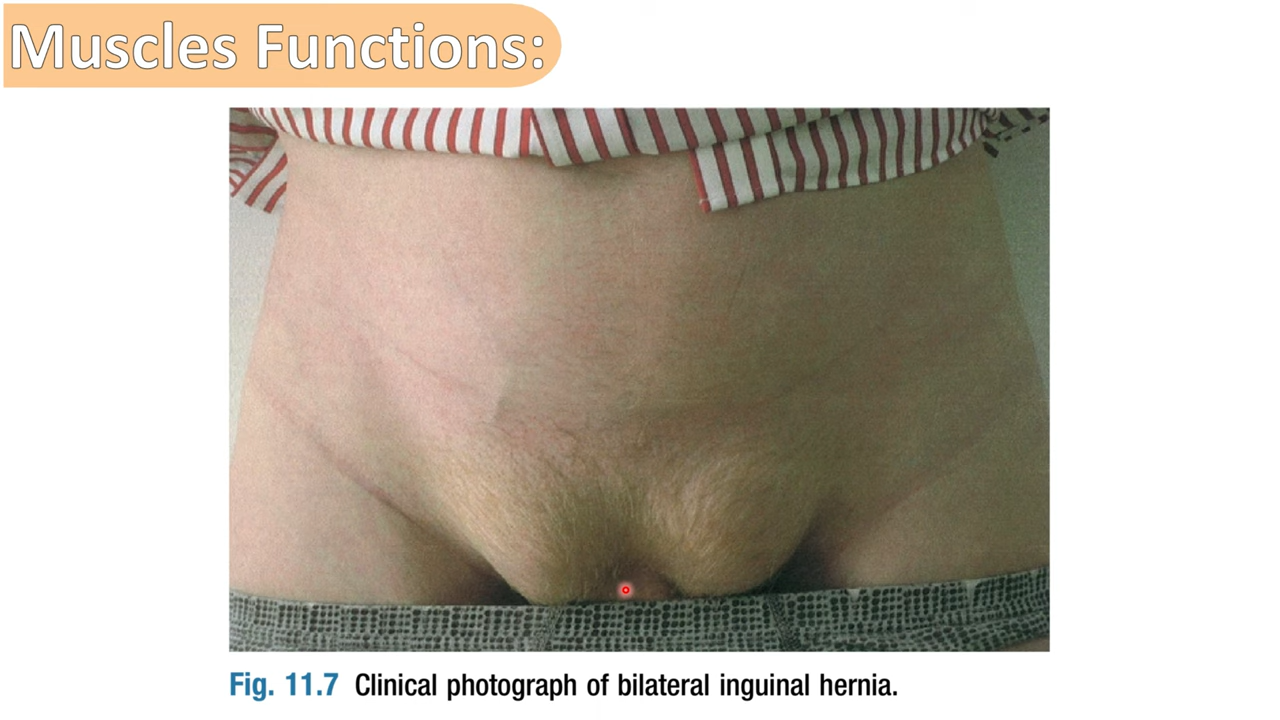 Muscles Functions:
Fig. 11.7 Clinical photograph of bilateral inguinal hernia.